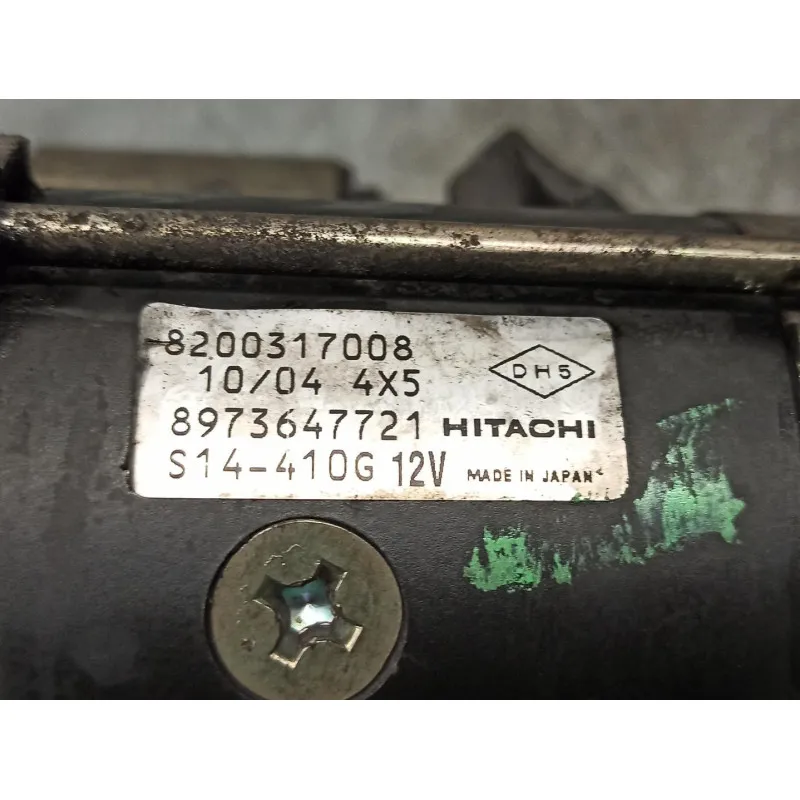 8200317008
DH5
10/04 4X5
8973647721 HITACHI
S14-410G 12V MADE IN JAPAN